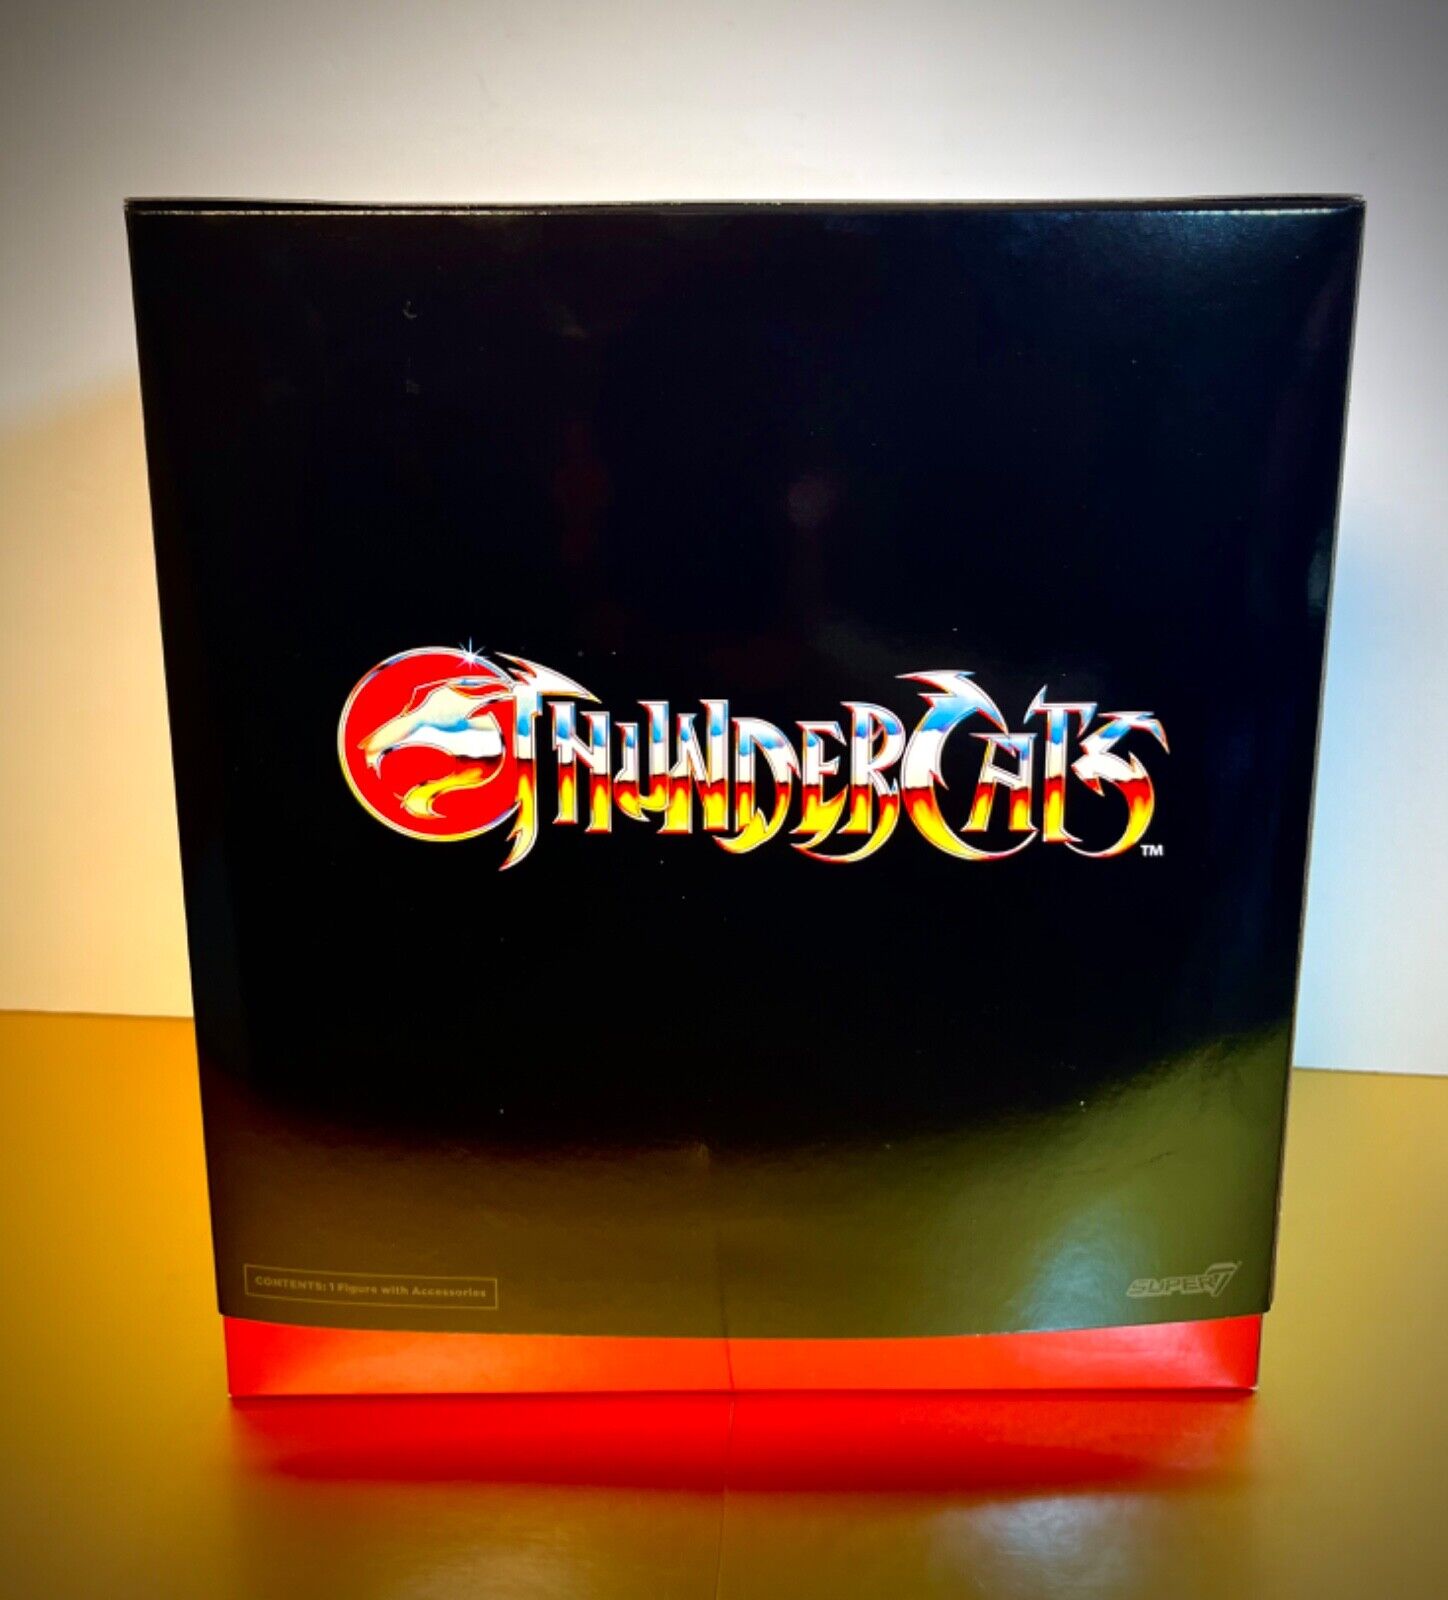 THUNDERCATS™
CONTENTS: 1 Figure with Accessories
SUPER7